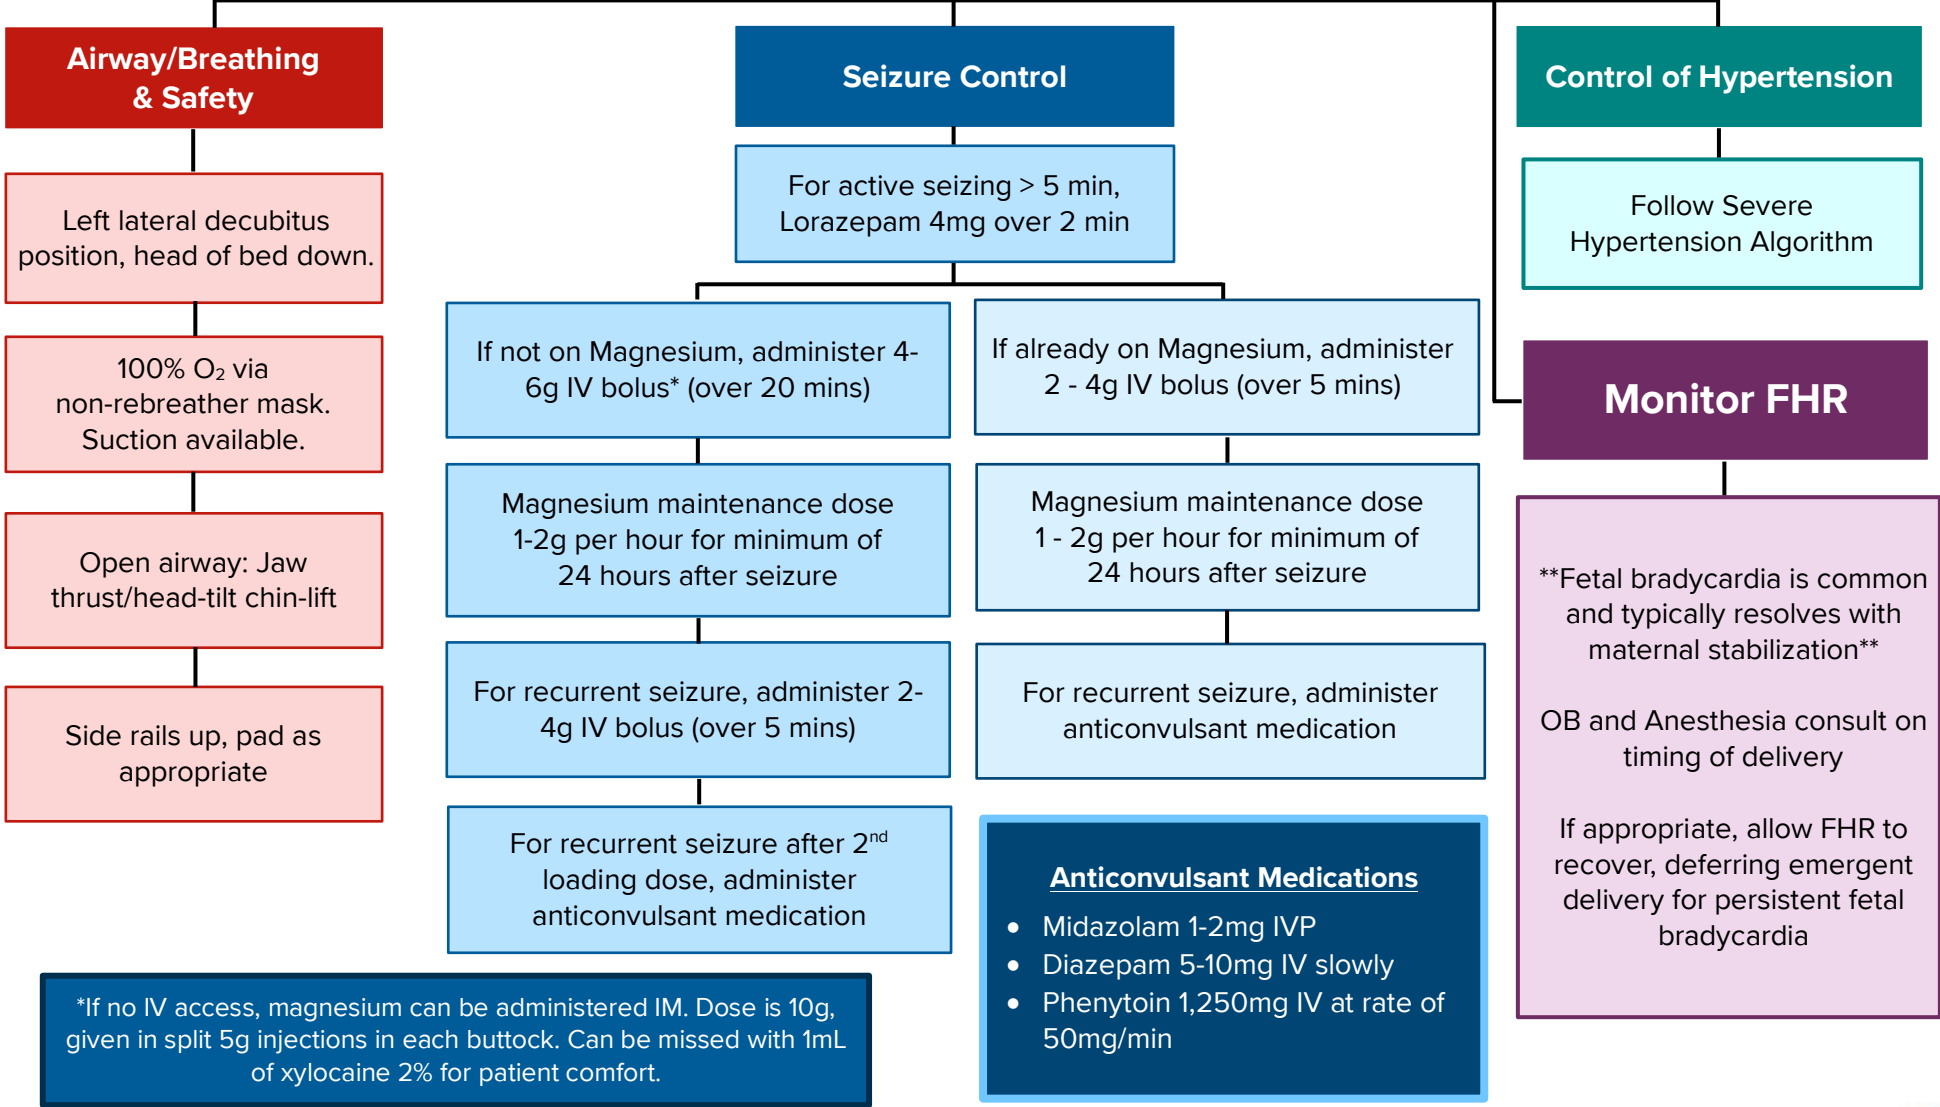 Airway/Breathing
& Safety
Left lateral decubitus
position, head of bed down.
100% O₂ via
non-rebreather mask.
Suction available.
Open airway: Jaw
thrust/head-tilt chin-lift
Side rails up, pad as
appropriate
Seizure Control
For active seizing > 5 min,
Lorazepam 4mg over 2 min
If not on Magnesium, administer 4-
6g IV bolus* (over 20 mins)
Magnesium maintenance dose
1-2g per hour for minimum of
24 hours after seizure
For recurrent seizure, administer 2-
4g IV bolus (over 5 mins)
For recurrent seizure after 2nd
loading dose, administer
anticonvulsant medication
If already on Magnesium, administer
2 - 4g IV bolus (over 5 mins)
Magnesium maintenance dose
1 - 2g per hour for minimum of
24 hours after seizure
For recurrent seizure, administer
anticonvulsant medication
Anticonvulsant Medications
• Midazolam 1-2mg IVP
• Diazepam 5-10mg IV slowly
• Phenytoin 1,250mg IV at rate of
50mg/min
*If no IV access, magnesium can be administered IM. Dose is 10g,
given in split 5g injections in each buttock. Can be missed with 1mL
of xylocaine 2% for patient comfort.
Control of Hypertension
Follow Severe
Hypertension Algorithm
Monitor FHR
**Fetal bradycardia is common
and typically resolves with
maternal stabilization**
OB and Anesthesia consult on
timing of delivery
If appropriate, allow FHR to
recover, deferring emergent
delivery for persistent fetal
bradycardia